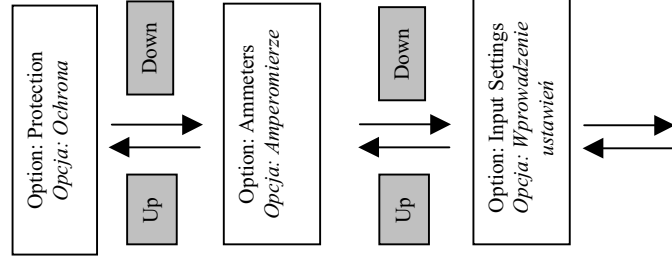 Option: Protection
Opcja: Ochrona
Up
Down
Option: Ammeters
Opcja: Amperomierze
Up
Down
Option: Input Settings
Opcja: Wprowadzenie
ustawień